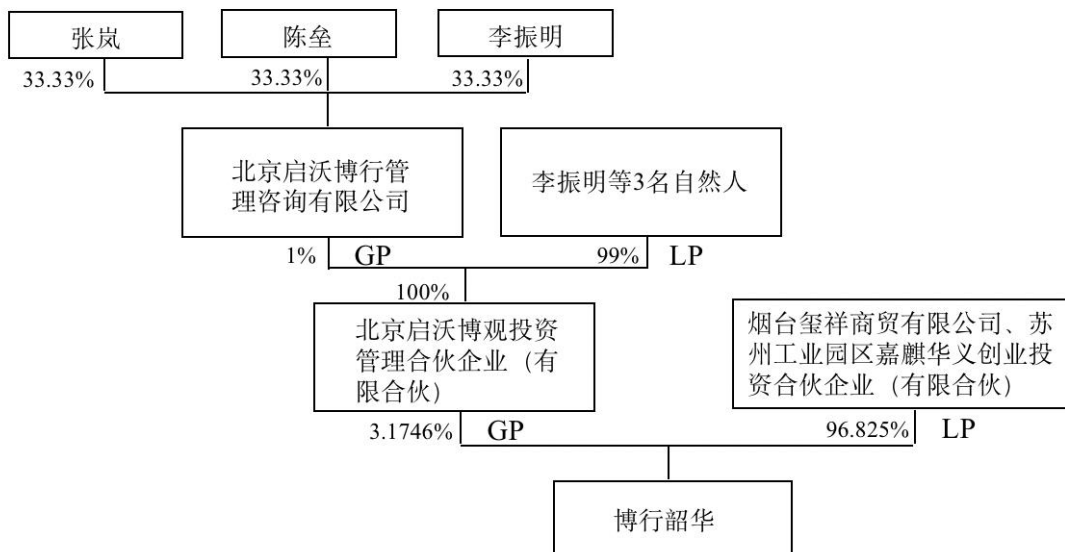 张岚
陈垒
李振明
33.33%
33.33%
33.33%
北京启沃博行管
理咨询有限公司
李振明等3名自然人
1%
GP
99%
LP
100%
北京启沃博观投资
管理合伙企业（有
限合伙）
烟台玺祥商贸有限公司、苏
州工业园区嘉麒华义创业投
资合伙企业（有限合伙）
3.1746%
GP
96.825%
LP
博行韶华